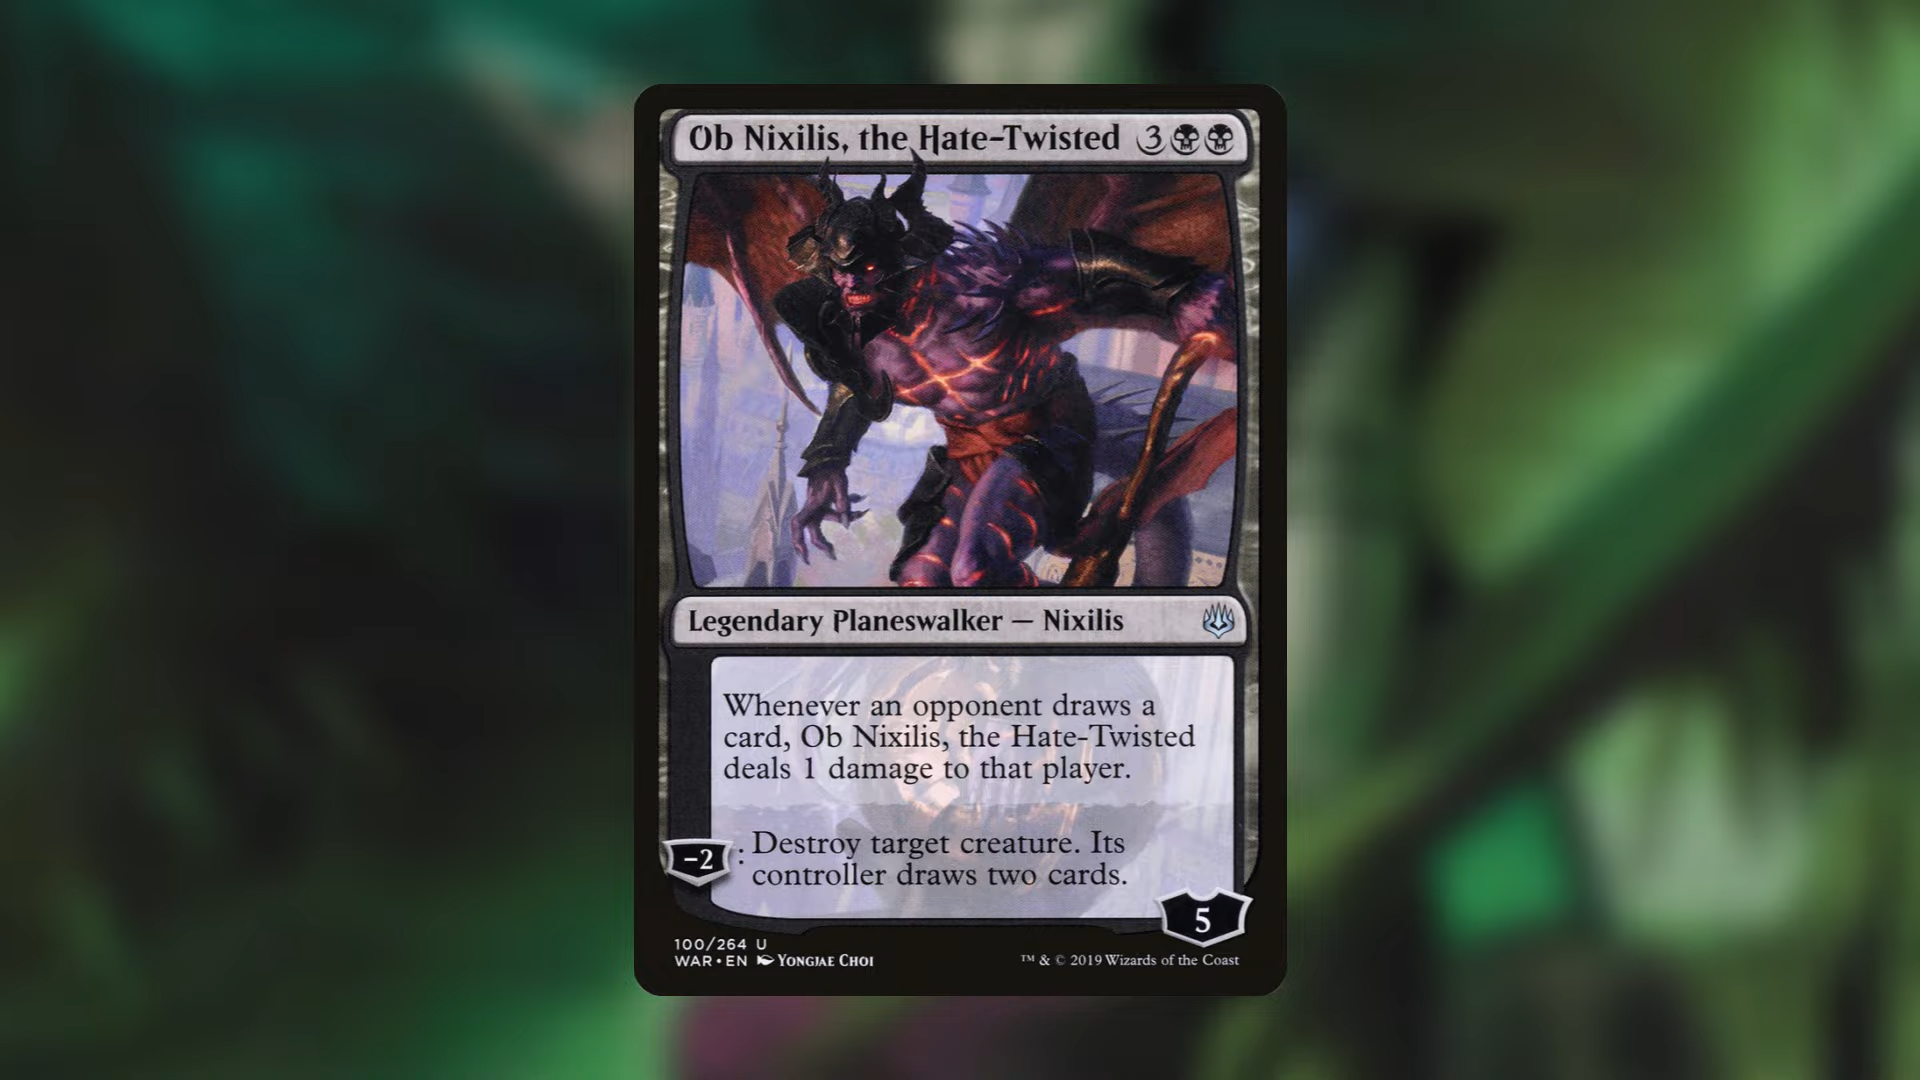 Ob Nixilis, the Hate-Twisted 3
Legendary Planeswalker — Nixilis
Whenever an opponent draws a
card, Ob Nixilis, the Hate-Twisted
deals 1 damage to that player.
−2 : Destroy target creature. Its
controller draws two cards.
5
100/264 U
WAR • EN Yongjae Choi
™ & © 2019 Wizards of the Coast